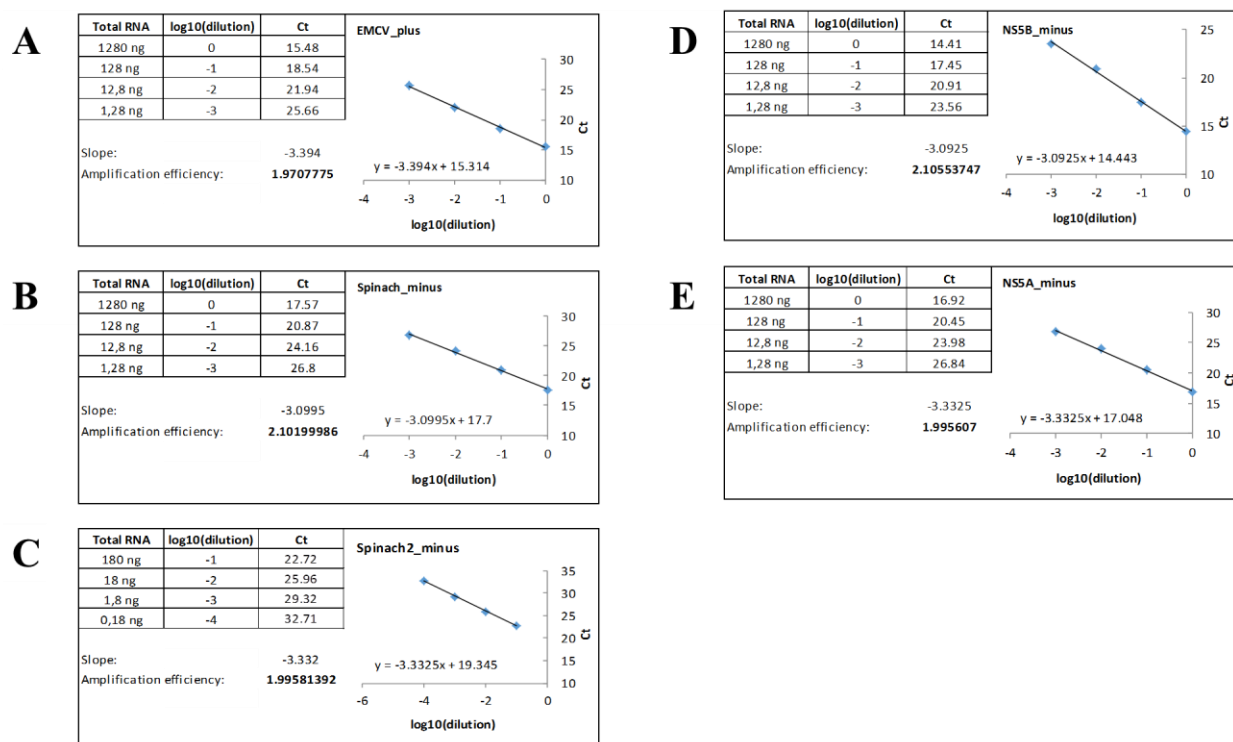 A
Total RNA log10(dilution) Ct
1280 ng 0 15.48
128 ng -1 18.54
12,8 ng -2 21.94
1,28 ng -3 25.66
Slope: -3.394
Amplification efficiency: 1.9707775
EMCV_plus
30
25
20
15
10
Ct
y = -3.394x + 15.314
-4 -3 -2 -1 0
log10(dilution)
B
Total RNA log10(dilution) Ct
1280 ng 0 17.57
128 ng -1 20.87
12,8 ng -2 24.16
1,28 ng -3 26.8
Slope: -3.0995
Amplification efficiency: 2.10199986
Spinach_minus
30
25
20
15
10
Ct
y = -3.0995x + 17.7
-4 -3 -2 -1 0
log10(dilution)
C
Total RNA log10(dilution) Ct
180 ng -1 22.72
18 ng -2 25.96
1,8 ng -3 29.32
0,18 ng -4 32.71
Slope: -3.332
Amplification efficiency: 1.99581392
Spinach2_minus
35
30
25
20
15
10
Ct
y = -3.3325x + 19.345
-6 -4 -2 0
log10(dilution)
D
Total RNA log10(dilution) Ct
1280 ng 0 14.41
128 ng -1 17.45
12,8 ng -2 20.91
1,28 ng -3 23.56
Slope: -3.0925
Amplification efficiency: 2.10553747
NS5B_minus
25
20
15
10
Ct
y = -3.0925x + 14.443
-4 -3 -2 -1 0
log10(dilution)
E
Total RNA log10(dilution) Ct
1280 ng 0 16.92
128 ng -1 20.45
12,8 ng -2 23.98
1,28 ng -3 26.84
Slope: -3.3325
Amplification efficiency: 1.995607
NS5A_minus
30
25
20
15
10
Ct
y = -3.3325x + 17.048
-4 -3 -2 -1 0
log10(dilution)